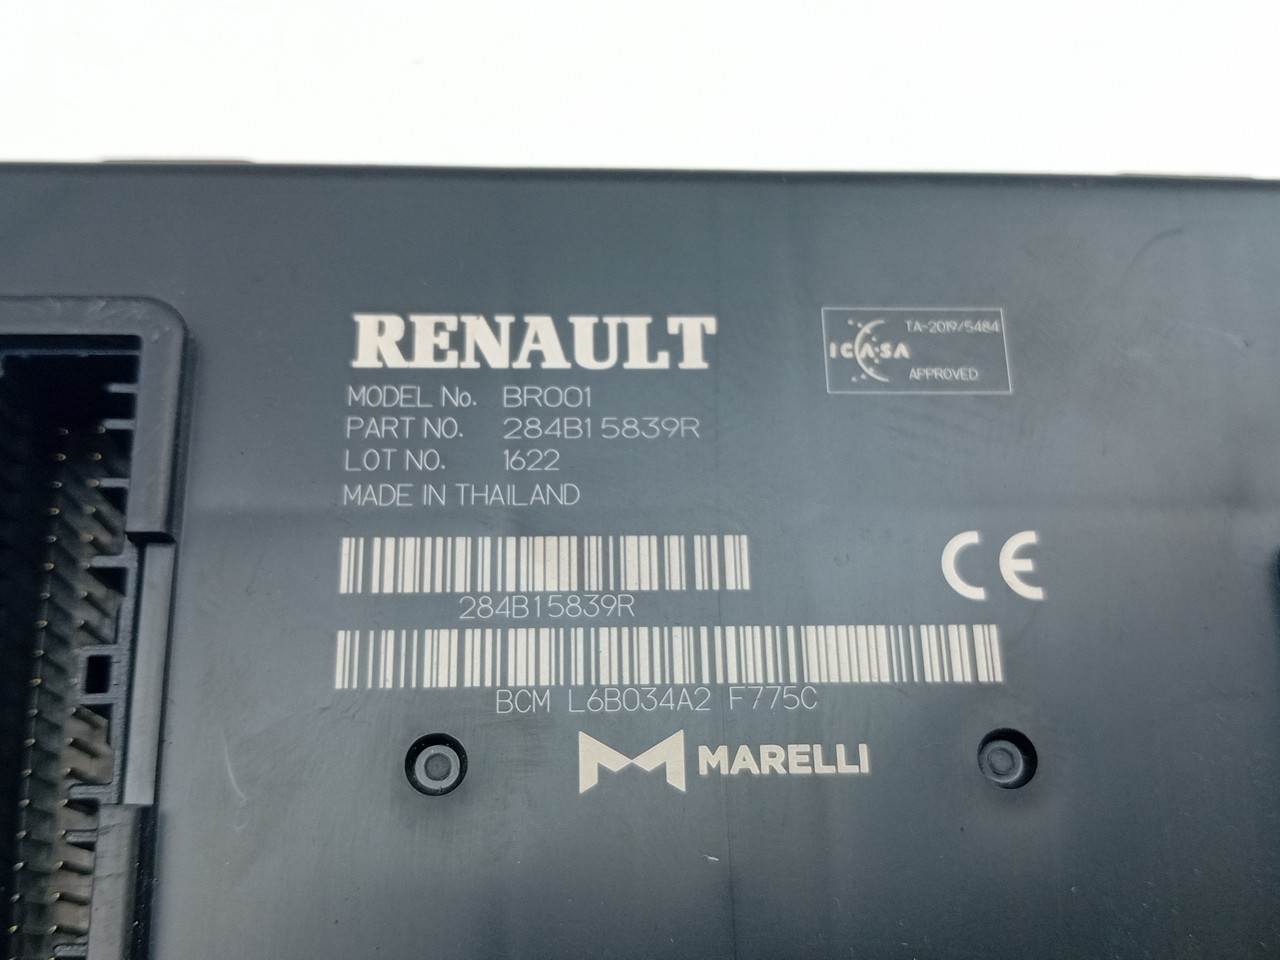 RENAULT
MODEL No. BR001
PART NO. 284B15839R
LOT NO. 1622
MADE IN THAILAND
TA-2019/5484
ICASA
APPROVED
CE
284B15839R
BCM L6B034A2 F775C
MARELLI